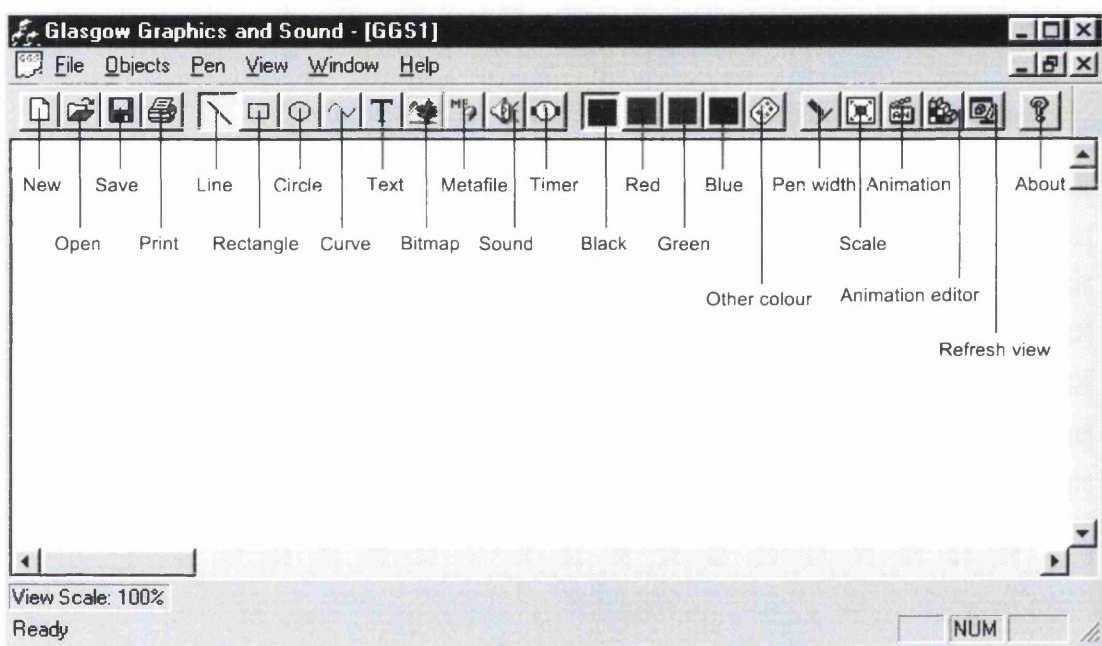 Glasgow Graphics and Sound - [GGS1]
File Objects Pen View Window Help
New Save Line Circle Text Metafile Timer Red Blue Pen width Animation About
Open Print Rectangle Curve Bitmap Sound Black Green Scale
Other colour Animation editor
Refresh view
View Scale: 100%
Ready NUM